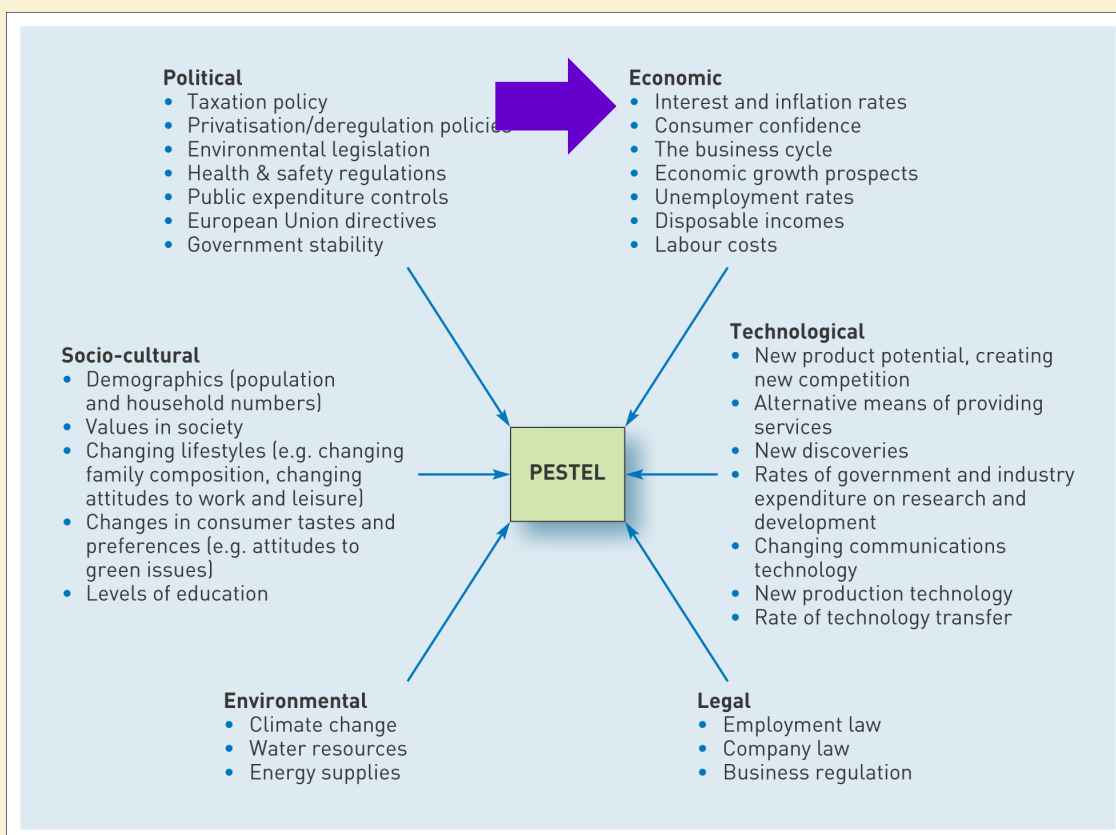 Political
• Taxation policy
• Privatisation/deregulation policies
• Environmental legislation
• Health & safety regulations
• Public expenditure controls
• European Union directives
• Government stability
Economic
• Interest and inflation rates
• Consumer confidence
• The business cycle
• Economic growth prospects
• Unemployment rates
• Disposable incomes
• Labour costs
Socio-cultural
• Demographics (population
and household numbers)
• Values in society
• Changing lifestyles (e.g. changing
family composition, changing
attitudes to work and leisure)
• Changes in consumer tastes and
preferences (e.g. attitudes to
green issues)
• Levels of education
PESTEL
Technological
• New product potential, creating
new competition
• Alternative means of providing
services
• New discoveries
• Rates of government and industry
expenditure on research and
development
• Changing communications
technology
• New production technology
• Rate of technology transfer
Environmental
• Climate change
• Water resources
• Energy supplies
Legal
• Employment law
• Company law
• Business regulation